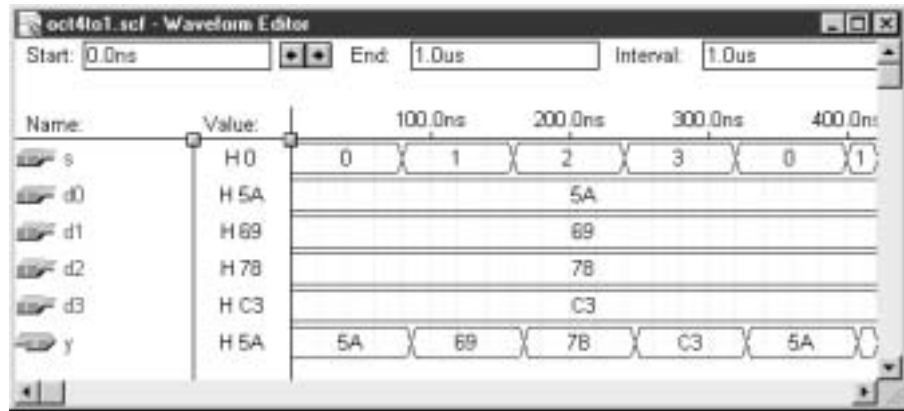 oct4to1.scf - Waveform Editor
Start: 0.0ns End: 1.0us Interval: 1.0us
Name: Value: 100.0ns 200.0ns 300.0ns 400.0ns
s H 0 0 1 2 3 0 1
d0 H 5A 5A
d1 H 69 69
d2 H 78 78
d3 H C3 C3
y H 5A 5A 69 78 C3 5A